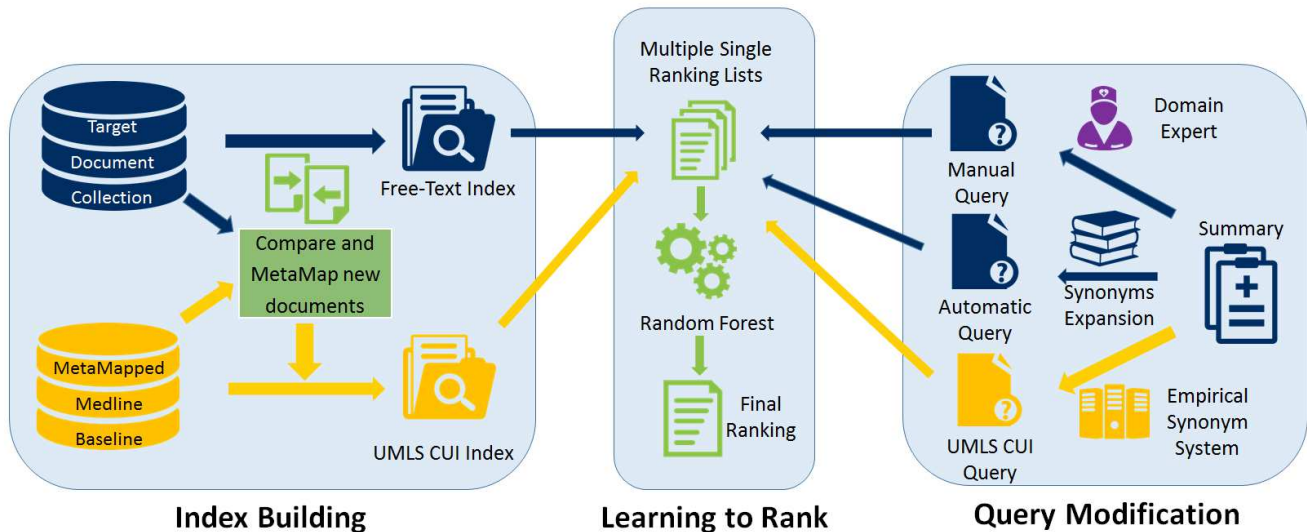 Target
Document
Collection
Free-Text Index
Compare and
MetaMap new
documents
MetaMapped
Medline
Baseline
UMLS CUI Index
Index Building
Multiple Single
Ranking Lists
Random Forest
Final
Ranking
Learning to Rank
Manual
Query
Domain
Expert
Automatic
Query
Synonyms
Expansion
Summary
UMLS CUI
Query
Empirical
Synonym
System
Query Modification